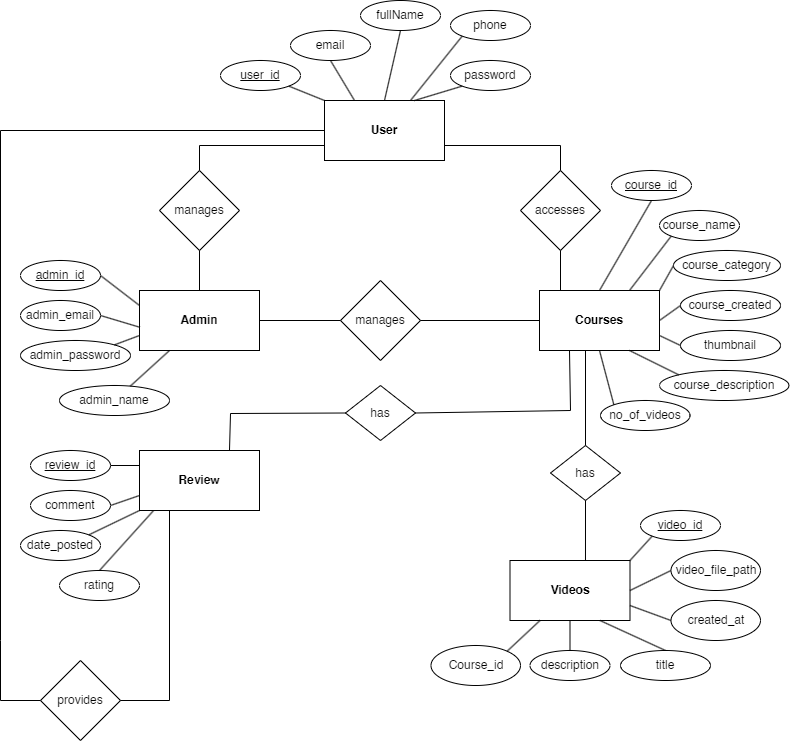 fullName
phone
email
user_id
password
User
manages
accesses
course_id
course_name
course_category
admin_id
admin_email
admin_password
admin_name
Admin
manages
Courses
course_created
thumbnail
course_description
no_of_videos
has
review_id
comment
date_posted
rating
Review
has
video_id
video_file_path
created_at
Videos
Course_id
description
title
provides